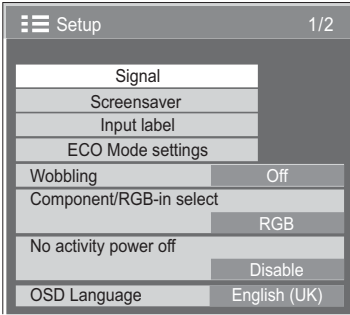 Setup 1/2
Signal
Screensaver
Input label
ECO Mode settings
Wobbling Off
Component/RGB-in select
RGB
No activity power off
Disable
OSD Language English (UK)